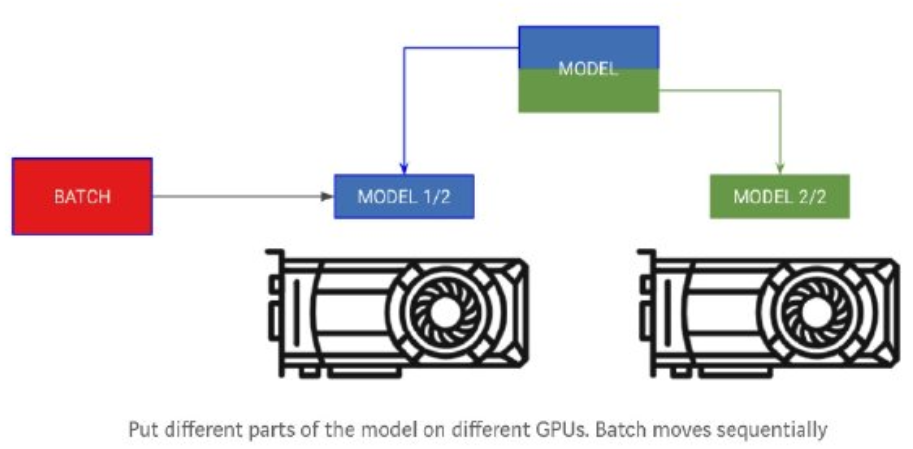 MODEL
BATCH
MODEL 1/2
MODEL 2/2
Put different parts of the model on different GPUs. Batch moves sequentially